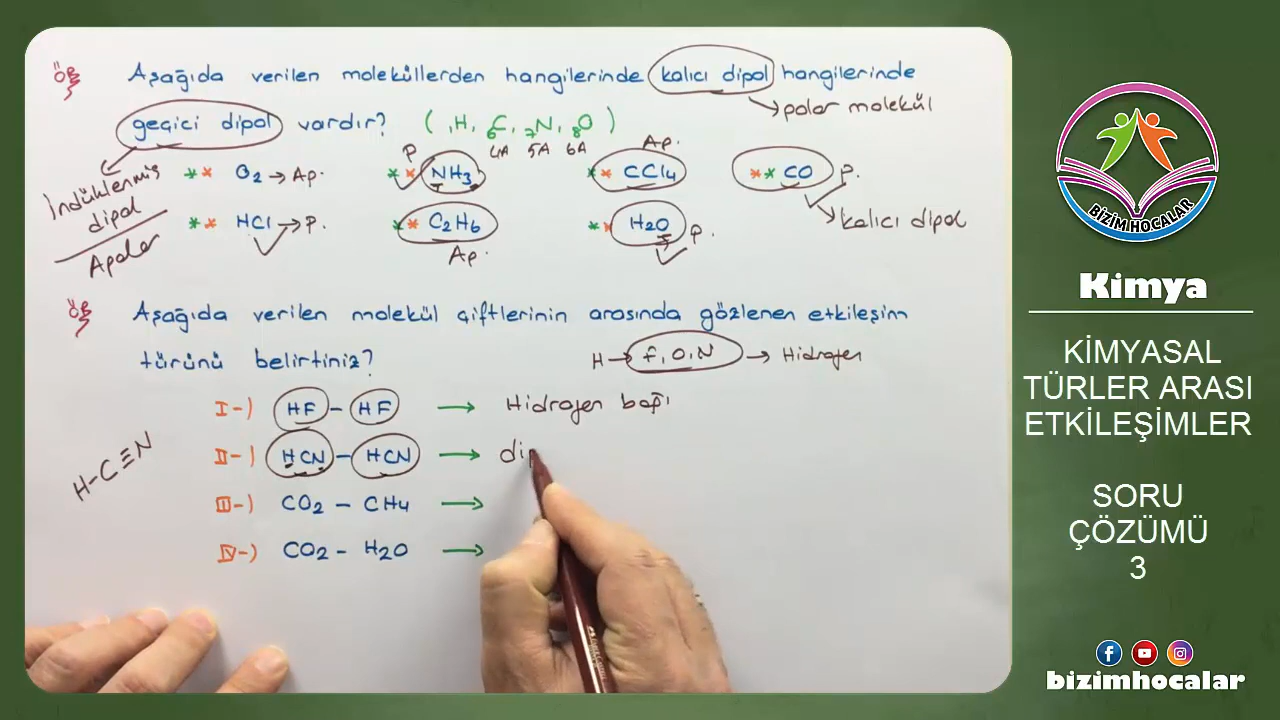 Ör Aşağıda verilen moleküllerden hangilerinde kalıcı dipol hangilerinde
polar molekül
geçici dipol vardır? (₁H, ₆C, ₇N, ₈O)
4A 5A 6A
İndüklenmiş dipol
Apolar
** O2 → Ap.
P ** NH3
** CCl4 Ap.
** CO P.
kalıcı dipol
** HCl → P.
** C2H6 Ap.
** H2O P.
Ör Aşağıda verilen molekül çiftlerinin arasında gözlenen etkileşim
türünü belirtiniz?
H → F, O, N → Hidrojen
I-) HF - HF → Hidrojen bağı
H-C≡N
II-) HCN - HCN → dip
III-) CO2 - CH4 →
IV-) CO2 - H2O →
BİZİM HOCALAR
Kimya
KİMYASAL
TÜRLER ARASI
ETKİLEŞİMLER
SORU
ÇÖZÜMÜ
3
bizimhocalar